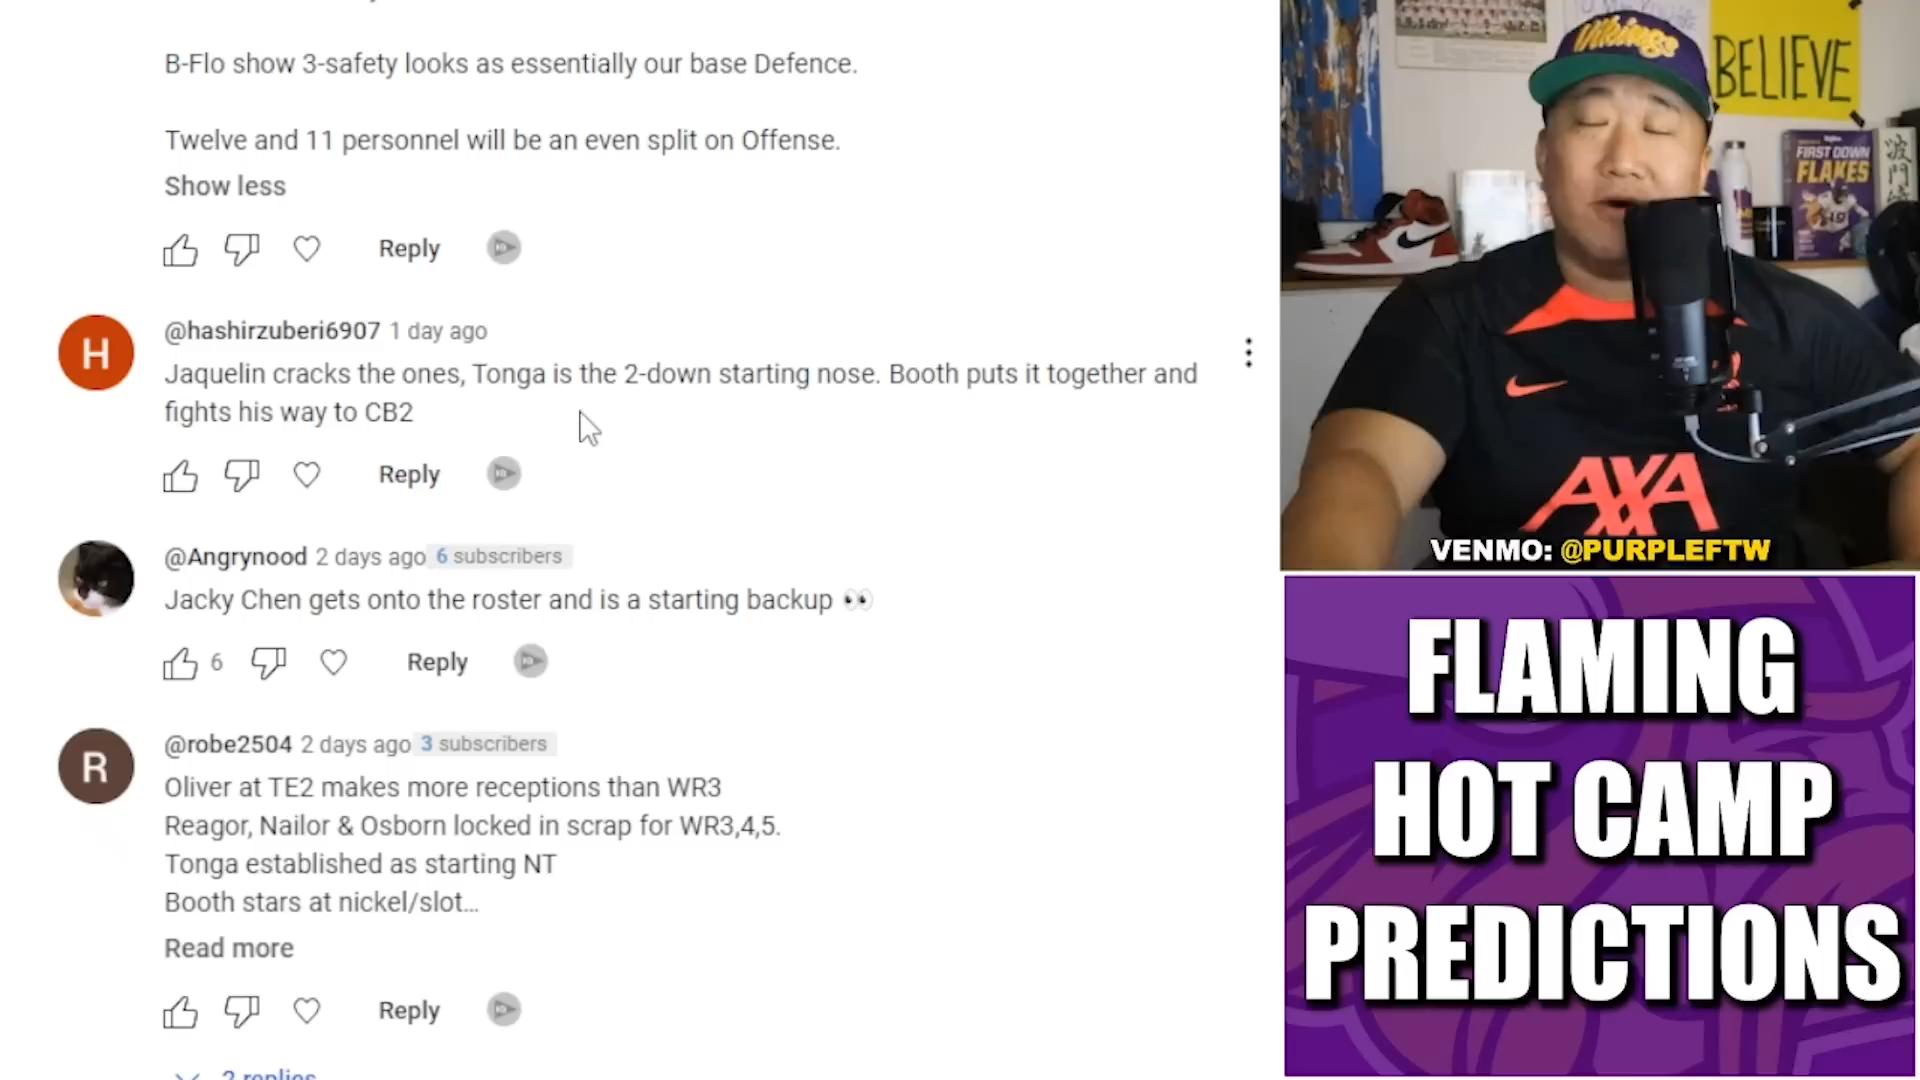 B-Flo show 3-safety looks as essentially our base Defence.
Twelve and 11 personnel will be an even split on Offense.
Show less
Reply
@hashirzuberi6907 1 day ago
Jaquelin cracks the ones, Tonga is the 2-down starting nose. Booth puts it together and
fights his way to CB2
Reply
@Angrynood 2 days ago 6 subscribers
Jacky Chen gets onto the roster and is a starting backup 👀
6 Reply
@robe2504 2 days ago 3 subscribers
Oliver at TE2 makes more receptions than WR3
Reagor, Nailor & Osborn locked in scrap for WR3,4,5.
Tonga established as starting NT
Booth stars at nickel/slot...
Read more
Reply
2 replies
H
R
Vikings
BELIEVE
FIRST DOWN
FLAKES
AXA
VENMO: @PURPLEFTW
FLAMING
HOT CAMP
PREDICTIONS